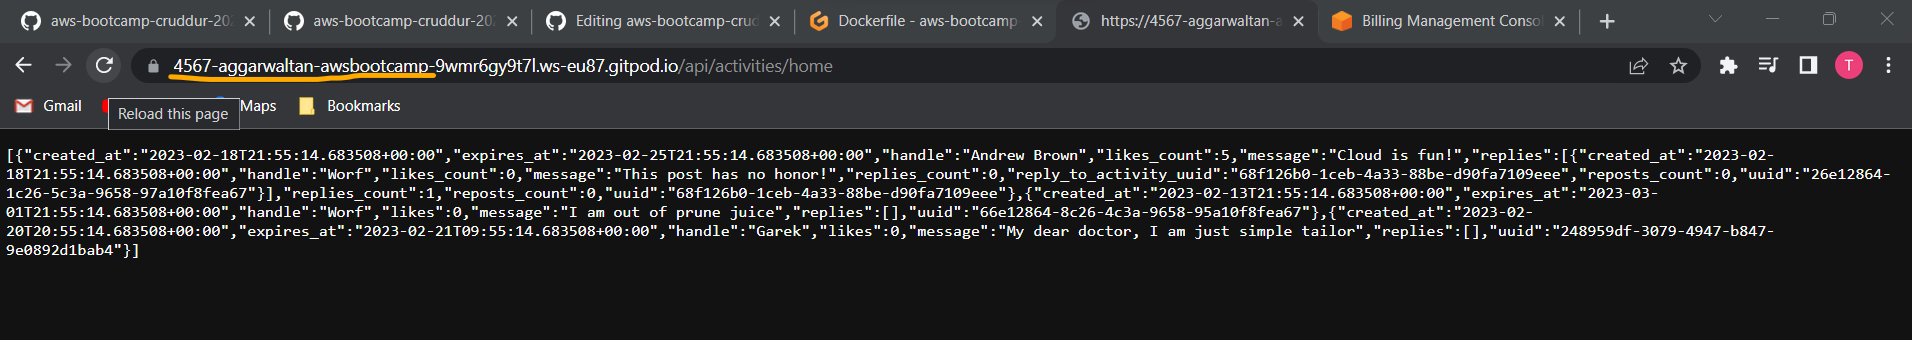 aws-bootcamp-cruddur-202
aws-bootcamp-cruddur-202
Editing aws-bootcamp-crud
Dockerfile - aws-bootcamp-
https://4567-aggarwaltan-a
Billing Management Conso
4567-aggarwaltan-awsbootcamp-9wmr6gy9t7l.ws-eu87.gitpod.io/api/activities/home
T
Gmail
Maps
Bookmarks
Reload this page
[{"created_at":"2023-02-18T21:55:14.683508+00:00","expires_at":"2023-02-25T21:55:14.683508+00:00","handle":"Andrew Brown","likes_count":5,"message":"Cloud is fun!","replies":[{"created_at":"2023-02-
18T21:55:14.683508+00:00","handle":"Worf","likes_count":0,"message":"This post has no honor!","replies_count":0,"reply_to_activity_uuid":"68f126b0-1ceb-4a33-88be-d90fa7109eee","reposts_count":0,"uuid":"26e12864-
1c26-5c3a-9658-97a10f8fea67"}],"replies_count":1,"reposts_count":0,"uuid":"68f126b0-1ceb-4a33-88be-d90fa7109eee"},{"created_at":"2023-02-13T21:55:14.683508+00:00","expires_at":"2023-03-
01T21:55:14.683508+00:00","handle":"Worf","likes":0,"message":"I am out of prune juice","replies":[],"uuid":"66e12864-8c26-4c3a-9658-95a10f8fea67"},{"created_at":"2023-02-
20T20:55:14.683508+00:00","expires_at":"2023-02-21T09:55:14.683508+00:00","handle":"Garek","likes":0,"message":"My dear doctor, I am just simple tailor","replies":[],"uuid":"248959df-3079-4947-b847-
9e0892d1bab4"}]